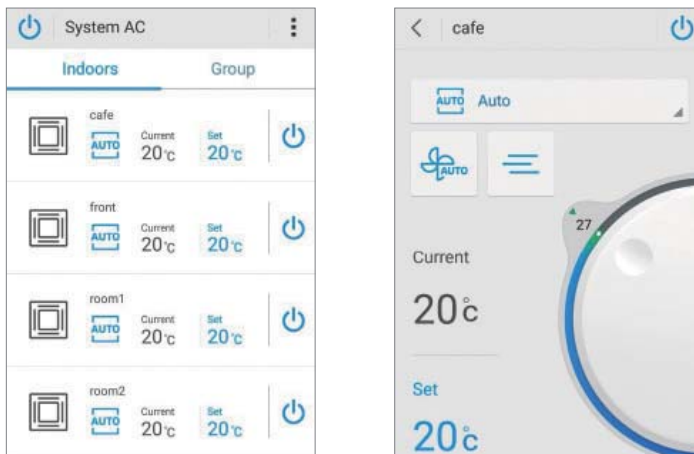 System AC
Indoors Group
cafe
AUTO Current 20°c Set 20°c
front
AUTO Current 20°c Set 20°c
room1
AUTO Current 20°c Set 20°c
room2
AUTO Current 20°c Set 20°c
cafe
AUTO Auto
AUTO
27
Current
20°c
Set
20°c